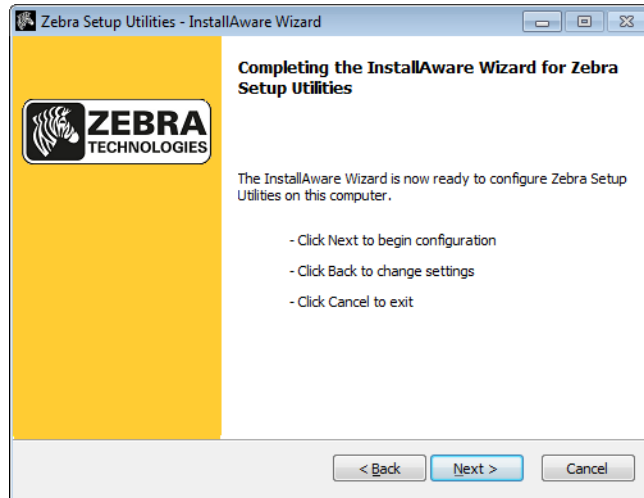 Zebra Setup Utilities - InstallAware Wizard
Completing the InstallAware Wizard for Zebra
Setup Utilities
ZEBRA
TECHNOLOGIES
The InstallAware Wizard is now ready to configure Zebra Setup
Utilities on this computer.
- Click Next to begin configuration
- Click Back to change settings
- Click Cancel to exit
< Back
Next >
Cancel